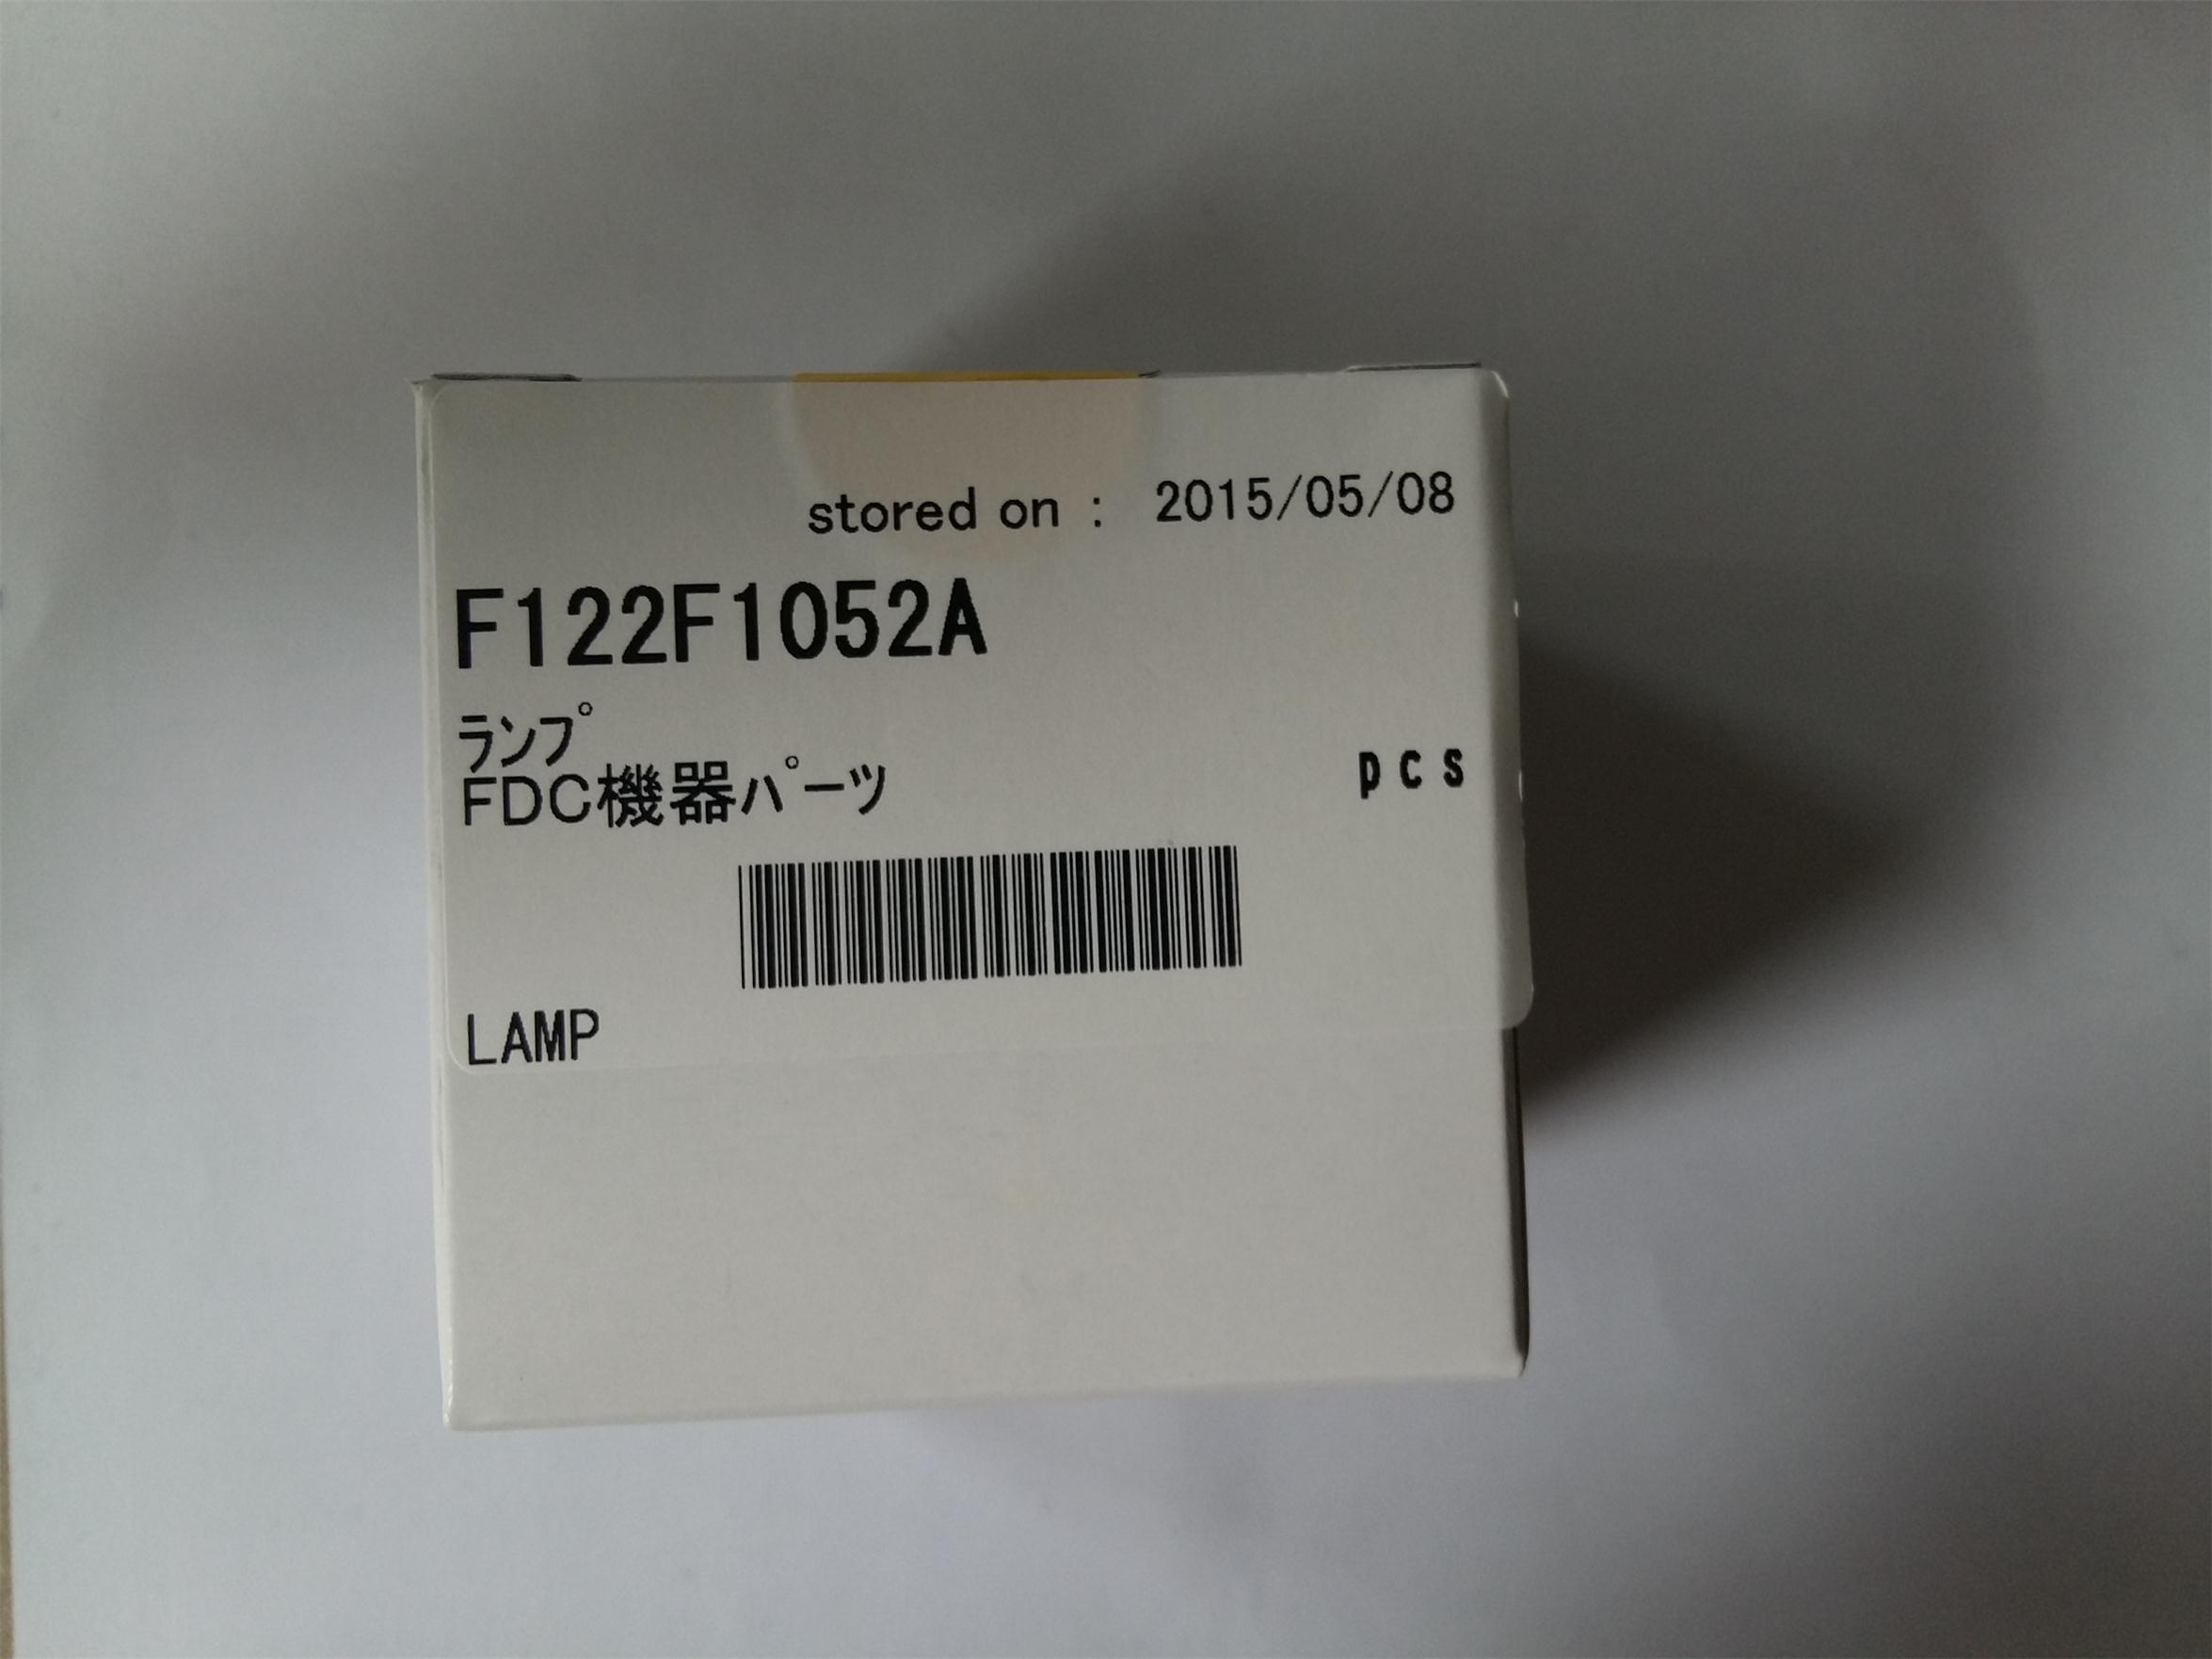 stored on : 2015/05/08
F122F1052A
ランプ
FDC機器パーツ
pcs
LAMP